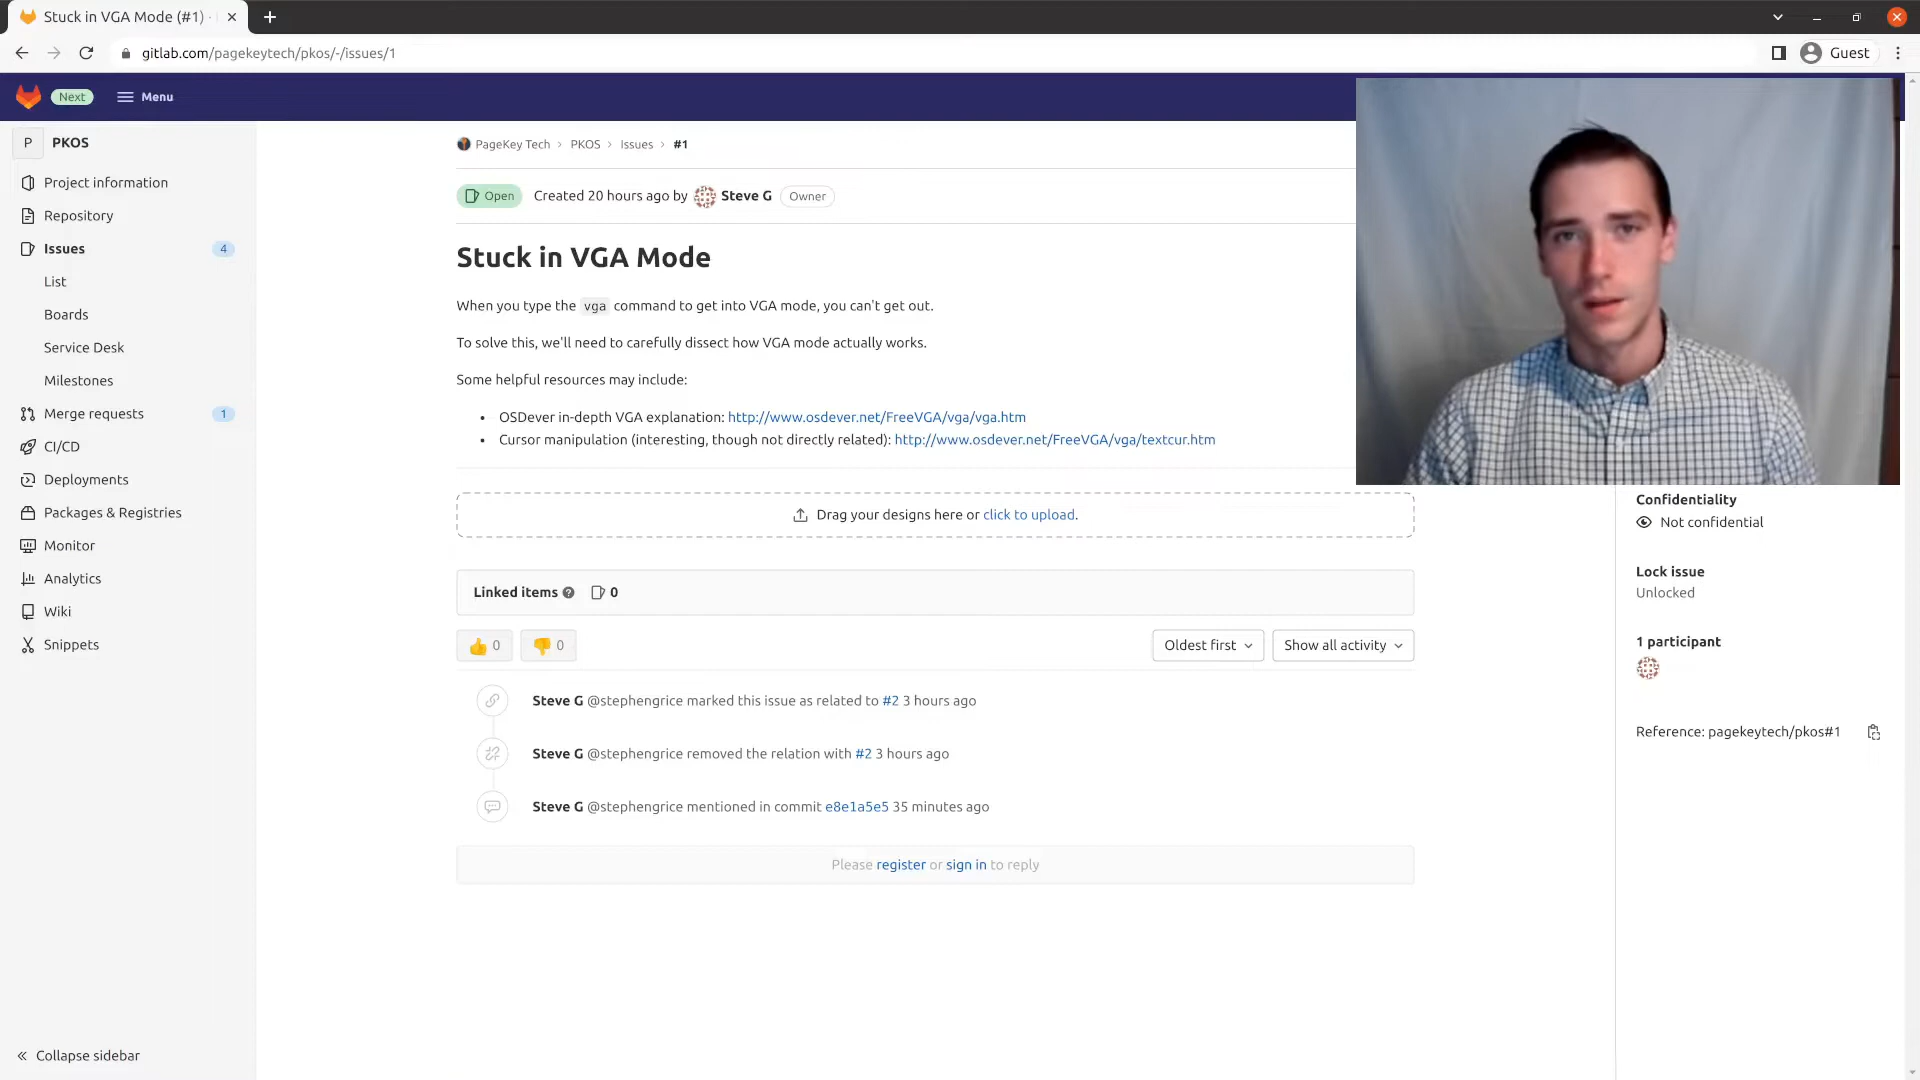 Stuck in VGA Mode (#1) ·
gitlab.com/pagekeytech/pkos/-/issues/1
Guest
Next
Menu
P PKOS
Project information
Repository
Issues 4
List
Boards
Service Desk
Milestones
Merge requests 1
CI/CD
Deployments
Packages & Registries
Monitor
Analytics
Wiki
Snippets
Collapse sidebar
PageKey Tech › PKOS › Issues › #1
Open Created 20 hours ago by Steve G Owner
Stuck in VGA Mode
When you type the vga command to get into VGA mode, you can't get out.
To solve this, we'll need to carefully dissect how VGA mode actually works.
Some helpful resources may include:
• OSDever in-depth VGA explanation: http://www.osdever.net/FreeVGA/vga/vga.htm
• Cursor manipulation (interesting, though not directly related): http://www.osdever.net/FreeVGA/vga/textcur.htm
Drag your designs here or click to upload.
Linked items 0
👍 0 👎 0
Oldest first Show all activity
Steve G @stephengrice marked this issue as related to #2 3 hours ago
Steve G @stephengrice removed the relation with #2 3 hours ago
Steve G @stephengrice mentioned in commit e8e1a5e5 35 minutes ago
Please register or sign in to reply
Confidentiality
Not confidential
Lock issue
Unlocked
1 participant
Reference: pagekeytech/pkos#1